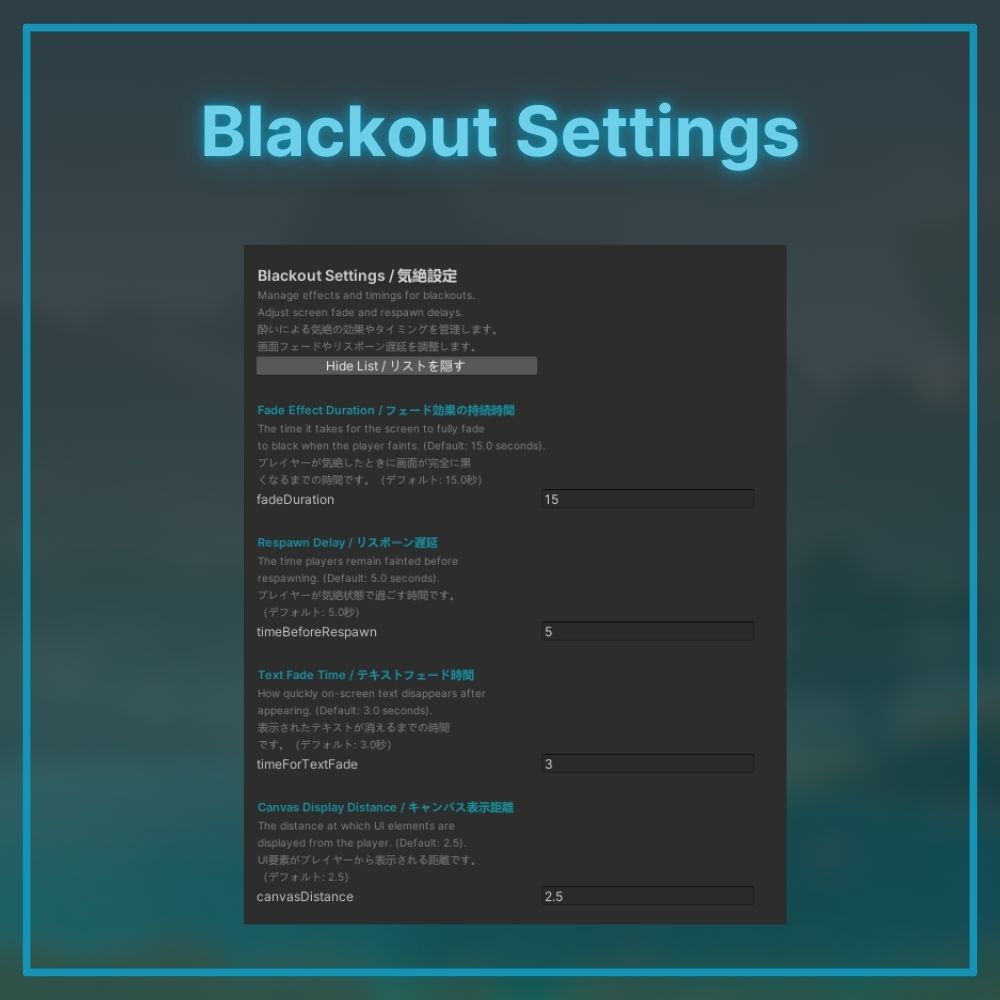 Blackout Settings
Blackout Settings / 気絶設定
Manage effects and timings for blackouts.
Adjust screen fade and respawn delays.
酔いによる気絶の効果やタイミングを管理します。
画面フェードやリスポーン遅延を調整します。
Hide List / リストを隠す
Fade Effect Duration / フェード効果の持続時間
The time it takes for the screen to fully fade
to black when the player faints. (Default: 15.0 seconds).
プレイヤーが気絶したときに画面が完全に黒
くなるまでの時間です。（デフォルト: 15.0秒）
fadeDuration 15
Respawn Delay / リスポーン遅延
The time players remain fainted before
respawning. (Default: 5.0 seconds).
プレイヤーが気絶状態で過ごす時間です。
（デフォルト: 5.0秒）
timeBeforeRespawn 5
Text Fade Time / テキストフェード時間
How quickly on-screen text disappears after
appearing. (Default: 3.0 seconds).
表示されたテキストが消えるまでの時間
です。（デフォルト: 3.0秒）
timeForTextFade 3
Canvas Display Distance / キャンバス表示距離
The distance at which UI elements are
displayed from the player. (Default: 2.5).
UI要素がプレイヤーから表示される距離です。
（デフォルト: 2.5）
canvasDistance 2.5